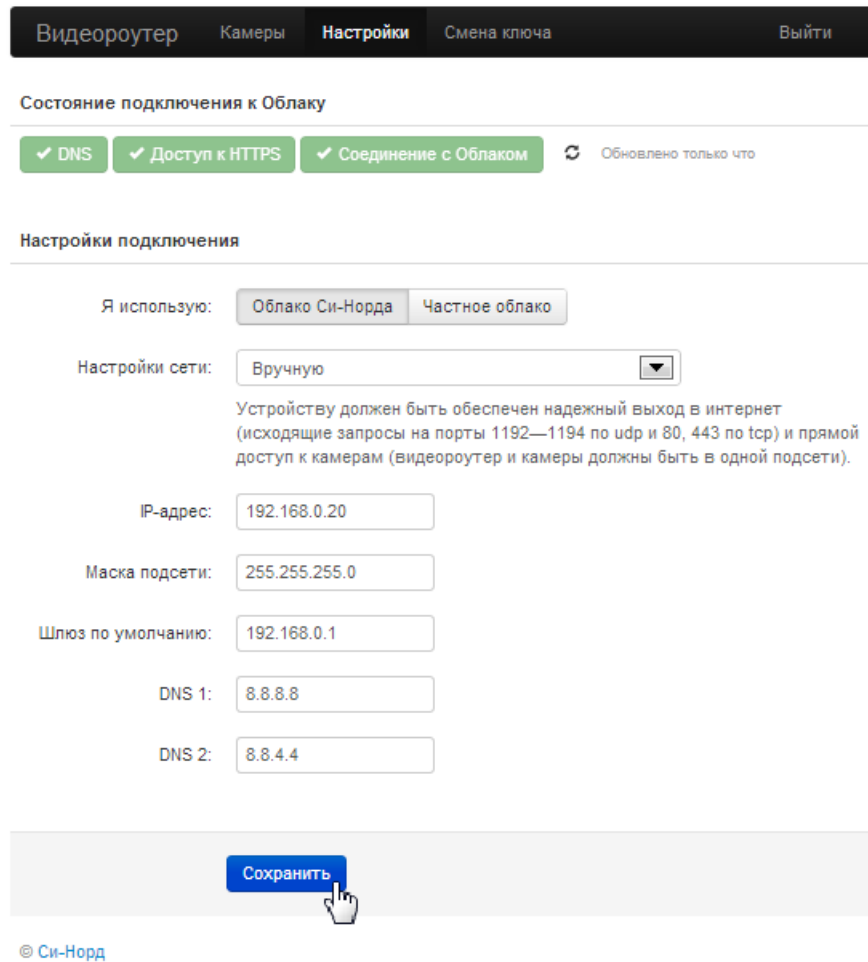 Видеороутер Камеры Настройки Смена ключа Выйти
Состояние подключения к Облаку
DNS Доступ к HTTPS Соединение с Облаком Обновлено только что
Настройки подключения
Я использую: Облако Си-Норда Частное облако
Настройки сети: Вручную
Устройству должен быть обеспечен надежный выход в интернет
(исходящие запросы на порты 1192—1194 по udp и 80, 443 по tcp) и прямой
доступ к камерам (видеороутер и камеры должны быть в одной подсети).
IP-адрес: 192.168.0.20
Маска подсети: 255.255.255.0
Шлюз по умолчанию: 192.168.0.1
DNS 1: 8.8.8.8
DNS 2: 8.8.4.4
Сохранить
© Си-Норд